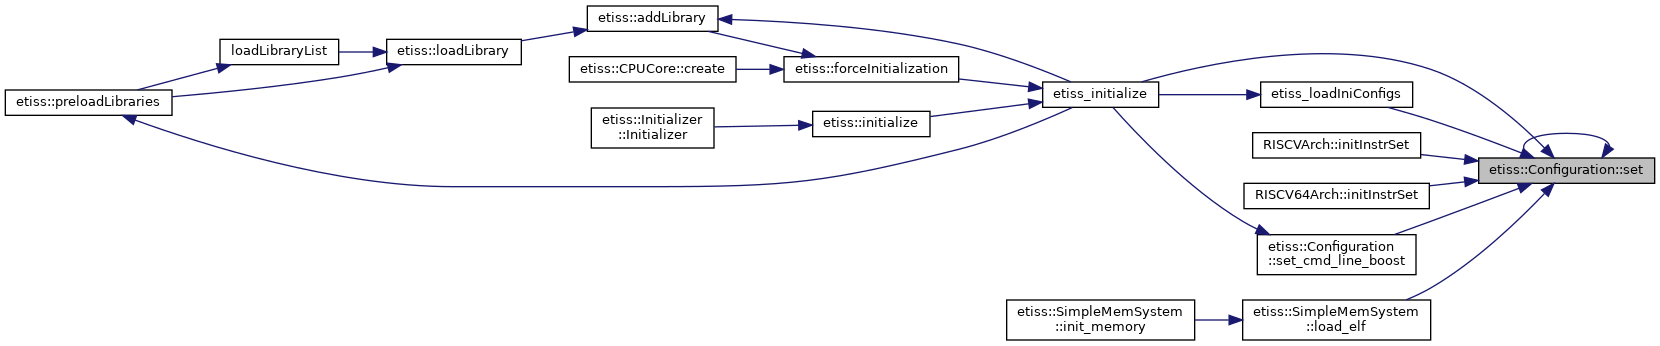 etiss::preloadLibraries
loadLibraryList
etiss::loadLibrary
etiss::addLibrary
etiss::CPUCore::create
etiss::Initializer
::Initializer
etiss::forceInitialization
etiss::initialize
etiss_initialize
etiss_loadIniConfigs
RISCVArch::initInstrSet
RISCV64Arch::initInstrSet
etiss::Configuration
::set_cmd_line_boost
etiss::SimpleMemSystem
::init_memory
etiss::SimpleMemSystem
::load_elf
etiss::Configuration::set